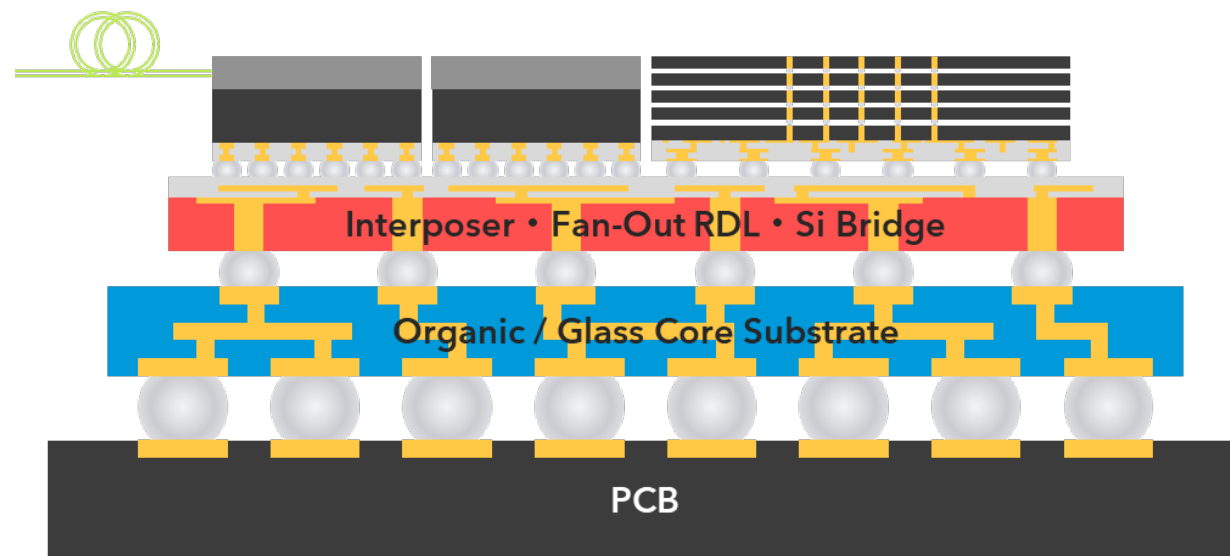 Interposer・Fan-Out RDL・Si Bridge
Organic / Glass Core Substrate
PCB